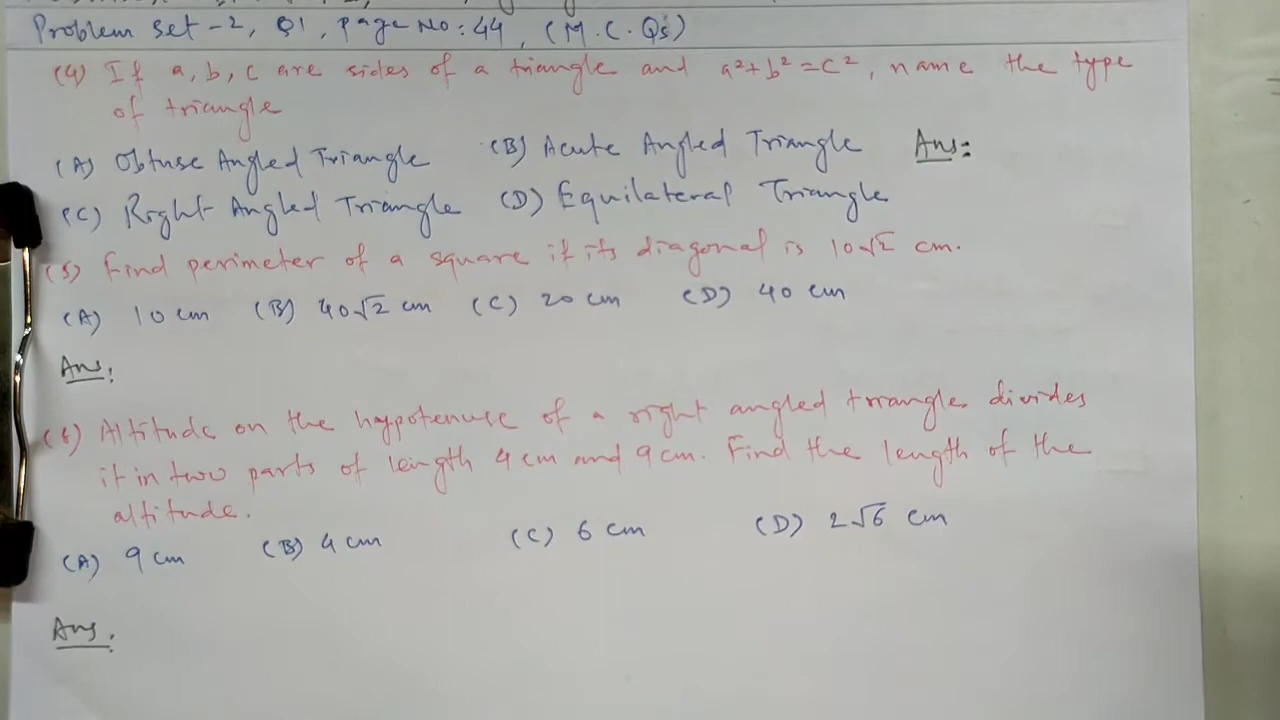 Problem set-2, Q1, Page No:44, (M.C.Qs)
(4) If a, b, c are sides of a triangle and a²+b²=c², name the type
of triangle
(A) Obtuse Angled Triangle (B) Acute Angled Triangle Ans:
(C) Right Angled Triangle (D) Equilateral Triangle
(5) Find perimeter of a square if its diagonal is 10√2 cm.
(A) 10 cm (B) 40√2 cm (C) 20 cm (D) 40 cm
Ans:
(6) Altitude on the hypotenuse of a right angled triangle divides
it in two parts of length 4 cm and 9 cm. Find the length of the
altitude.
(A) 9 cm (B) 4 cm (C) 6 cm (D) 2√6 cm
Ans: